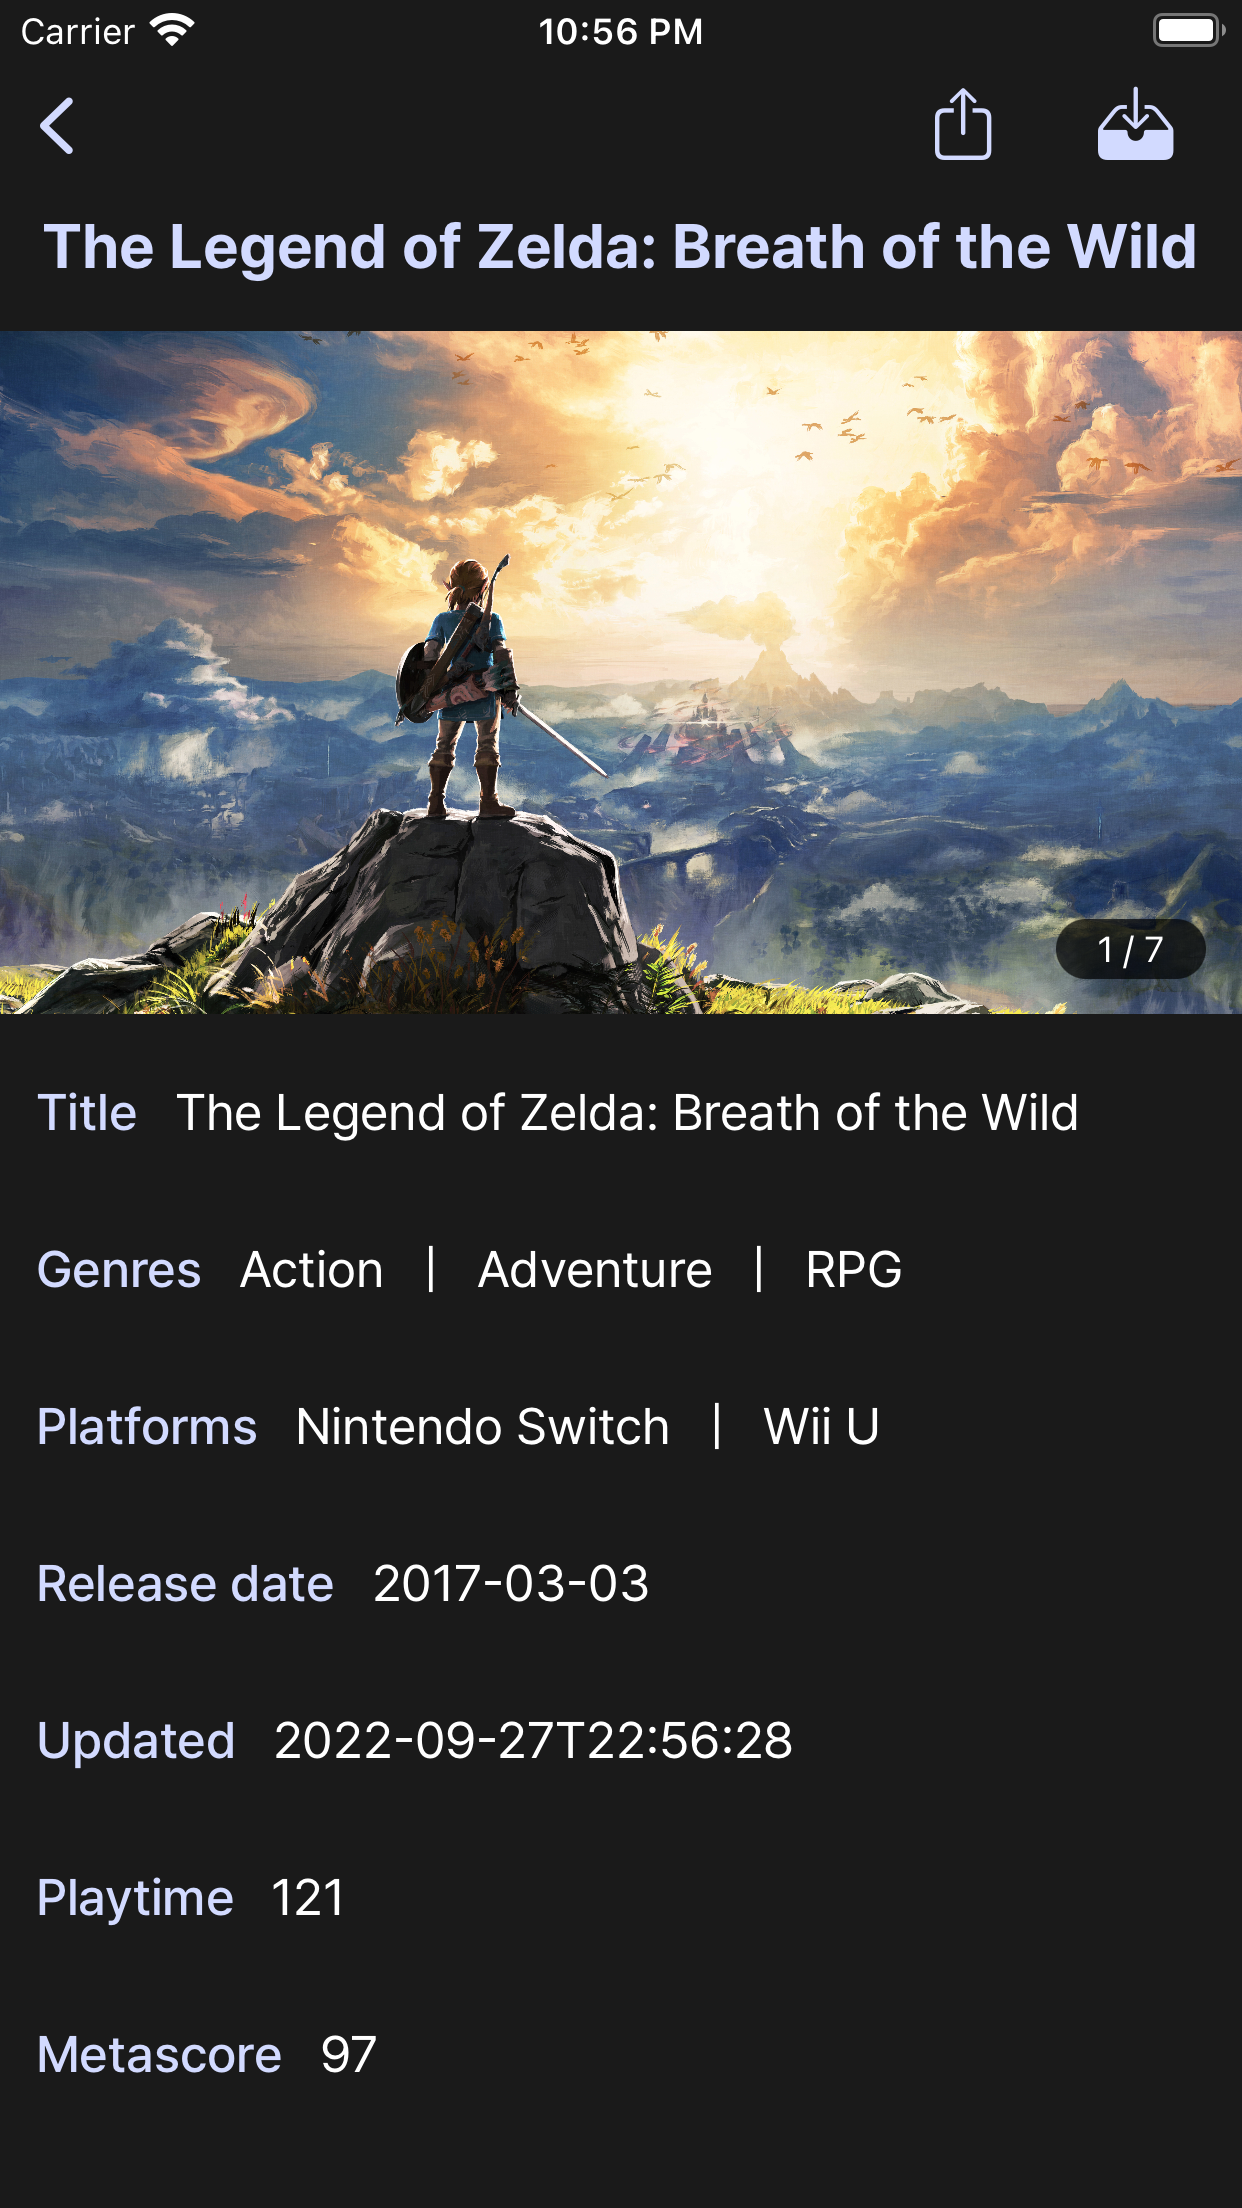 Carrier 10:56 PM
The Legend of Zelda: Breath of the Wild
1 / 7
Title The Legend of Zelda: Breath of the Wild
Genres Action | Adventure | RPG
Platforms Nintendo Switch | Wii U
Release date 2017-03-03
Updated 2022-09-27T22:56:28
Playtime 121
Metascore 97